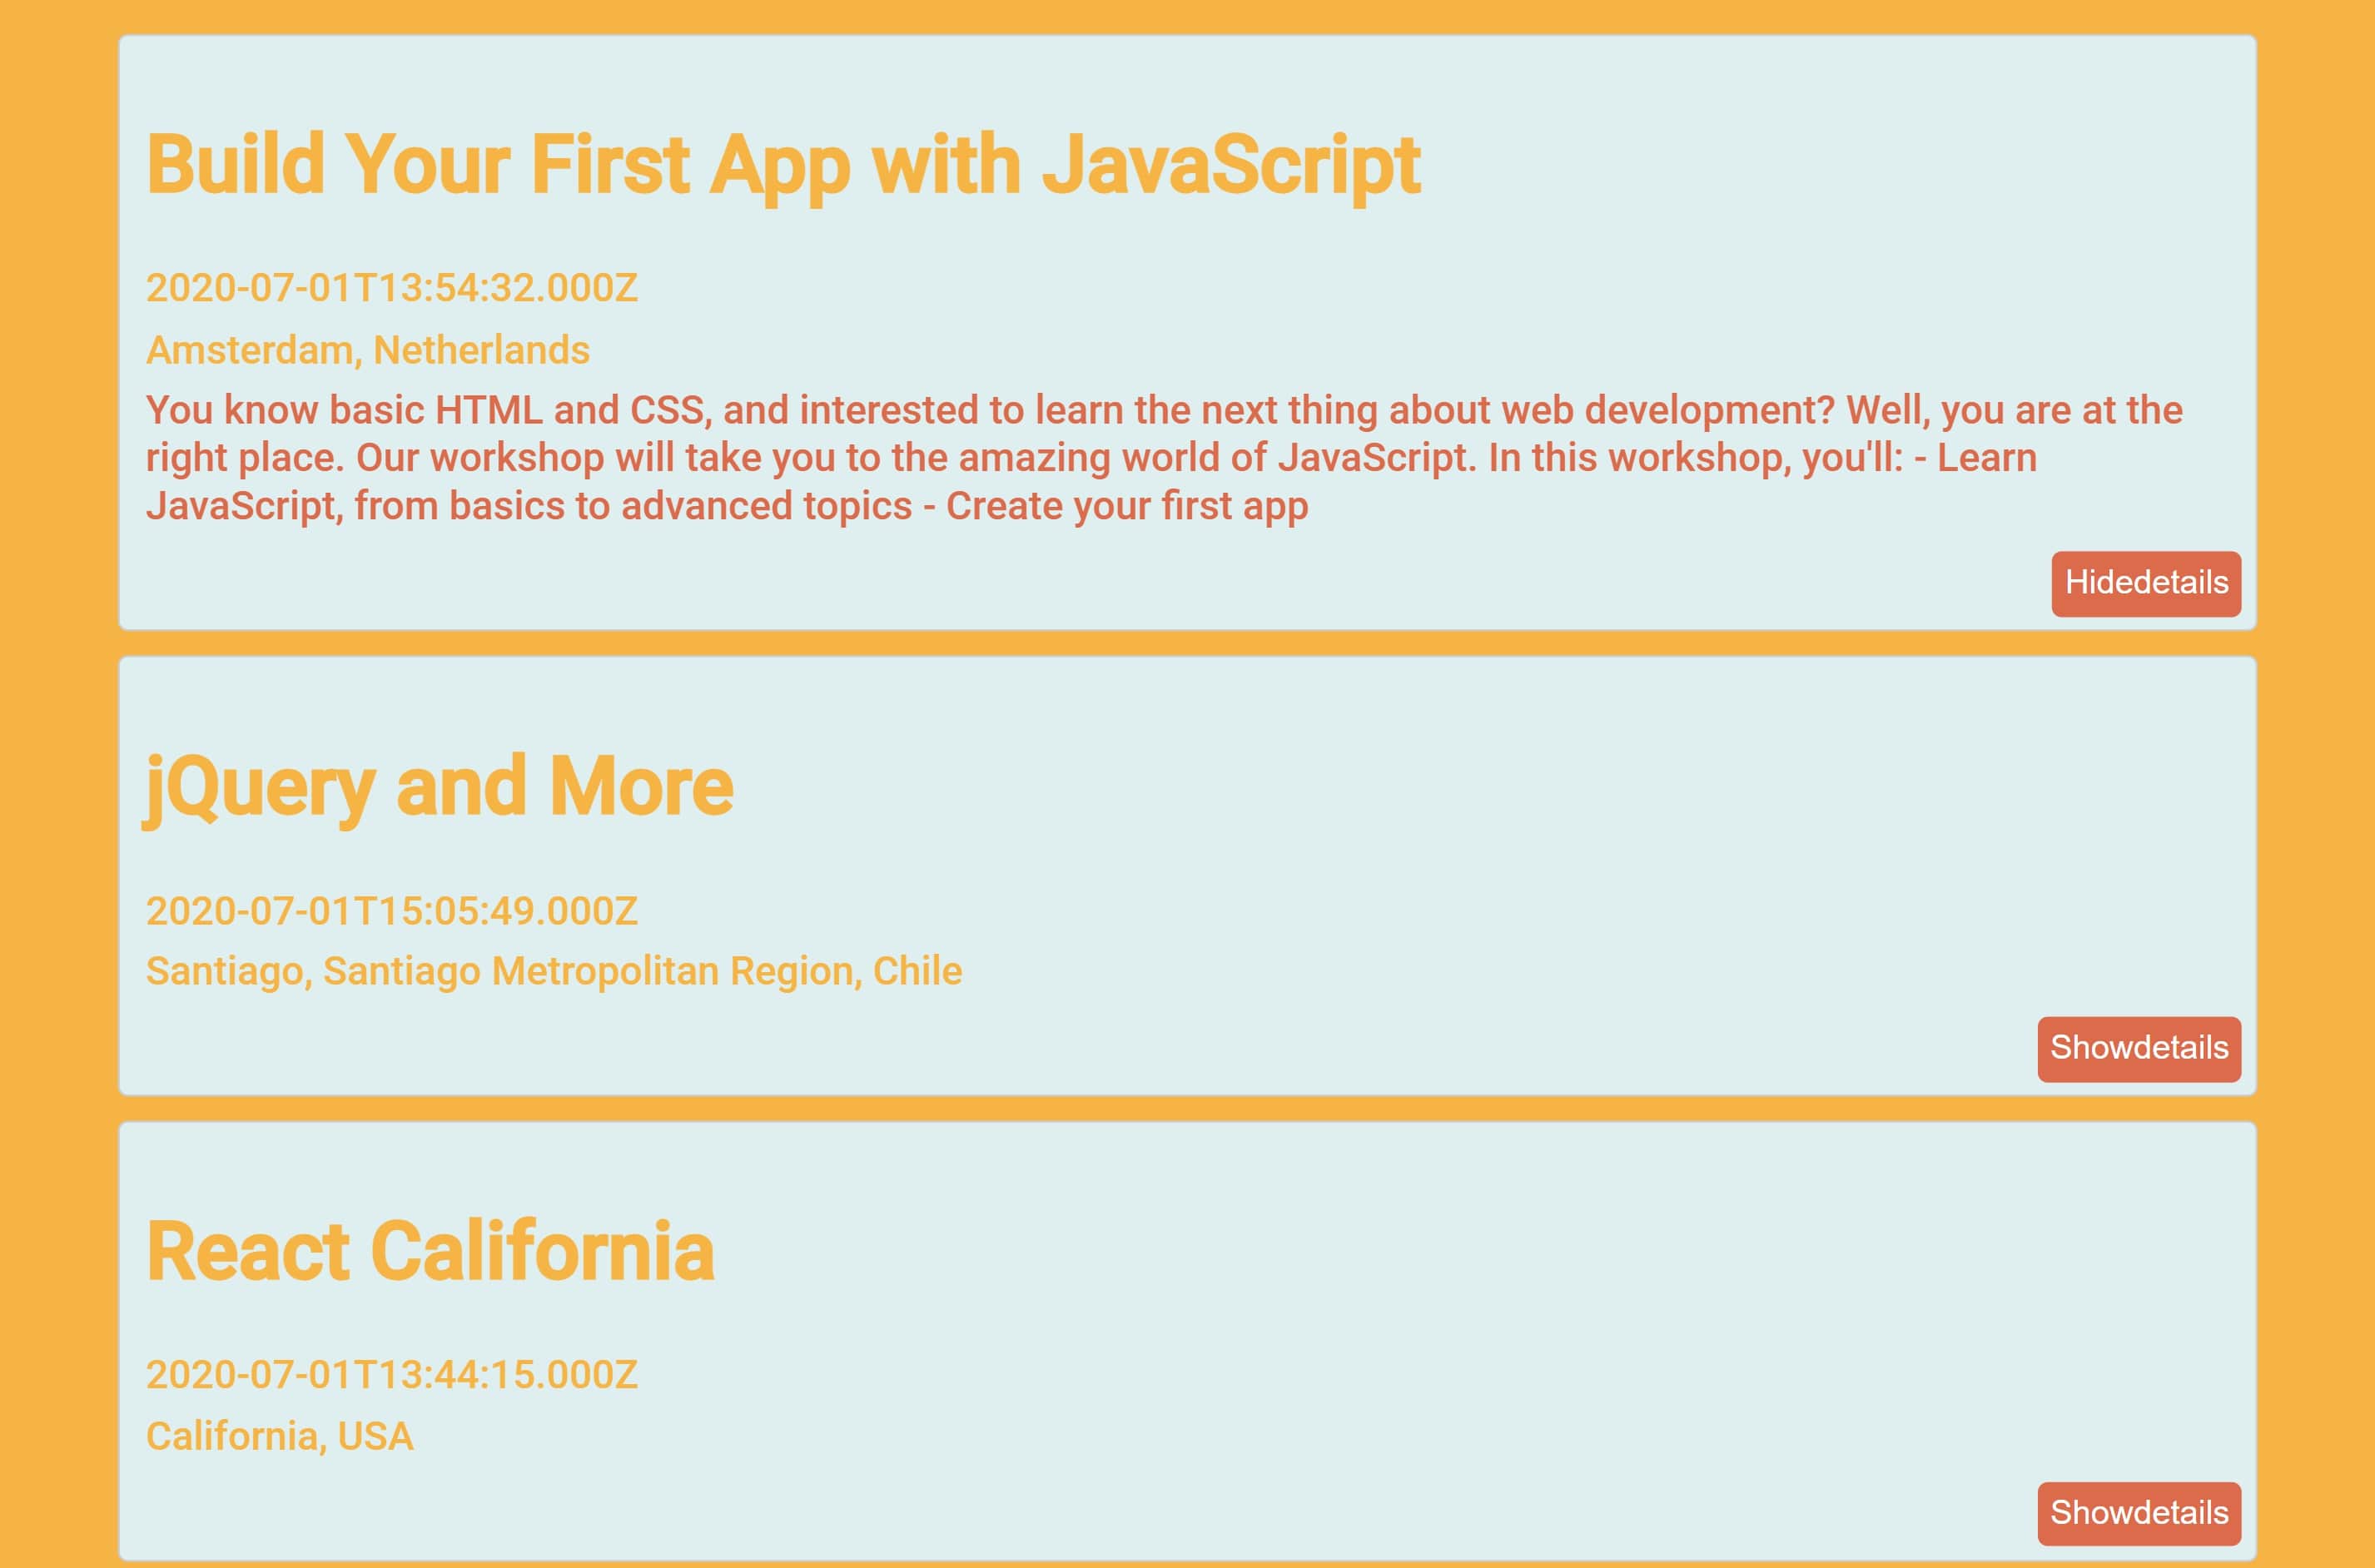 Build Your First App with JavaScript
2020-07-01T13:54:32.000Z
Amsterdam, Netherlands
You know basic HTML and CSS, and interested to learn the next thing about web development? Well, you are at the
right place. Our workshop will take you to the amazing world of JavaScript. In this workshop, you'll: - Learn
JavaScript, from basics to advanced topics - Create your first app
Hidedetails
jQuery and More
2020-07-01T15:05:49.000Z
Santiago, Santiago Metropolitan Region, Chile
Showdetails
React California
2020-07-01T13:44:15.000Z
California, USA
Showdetails